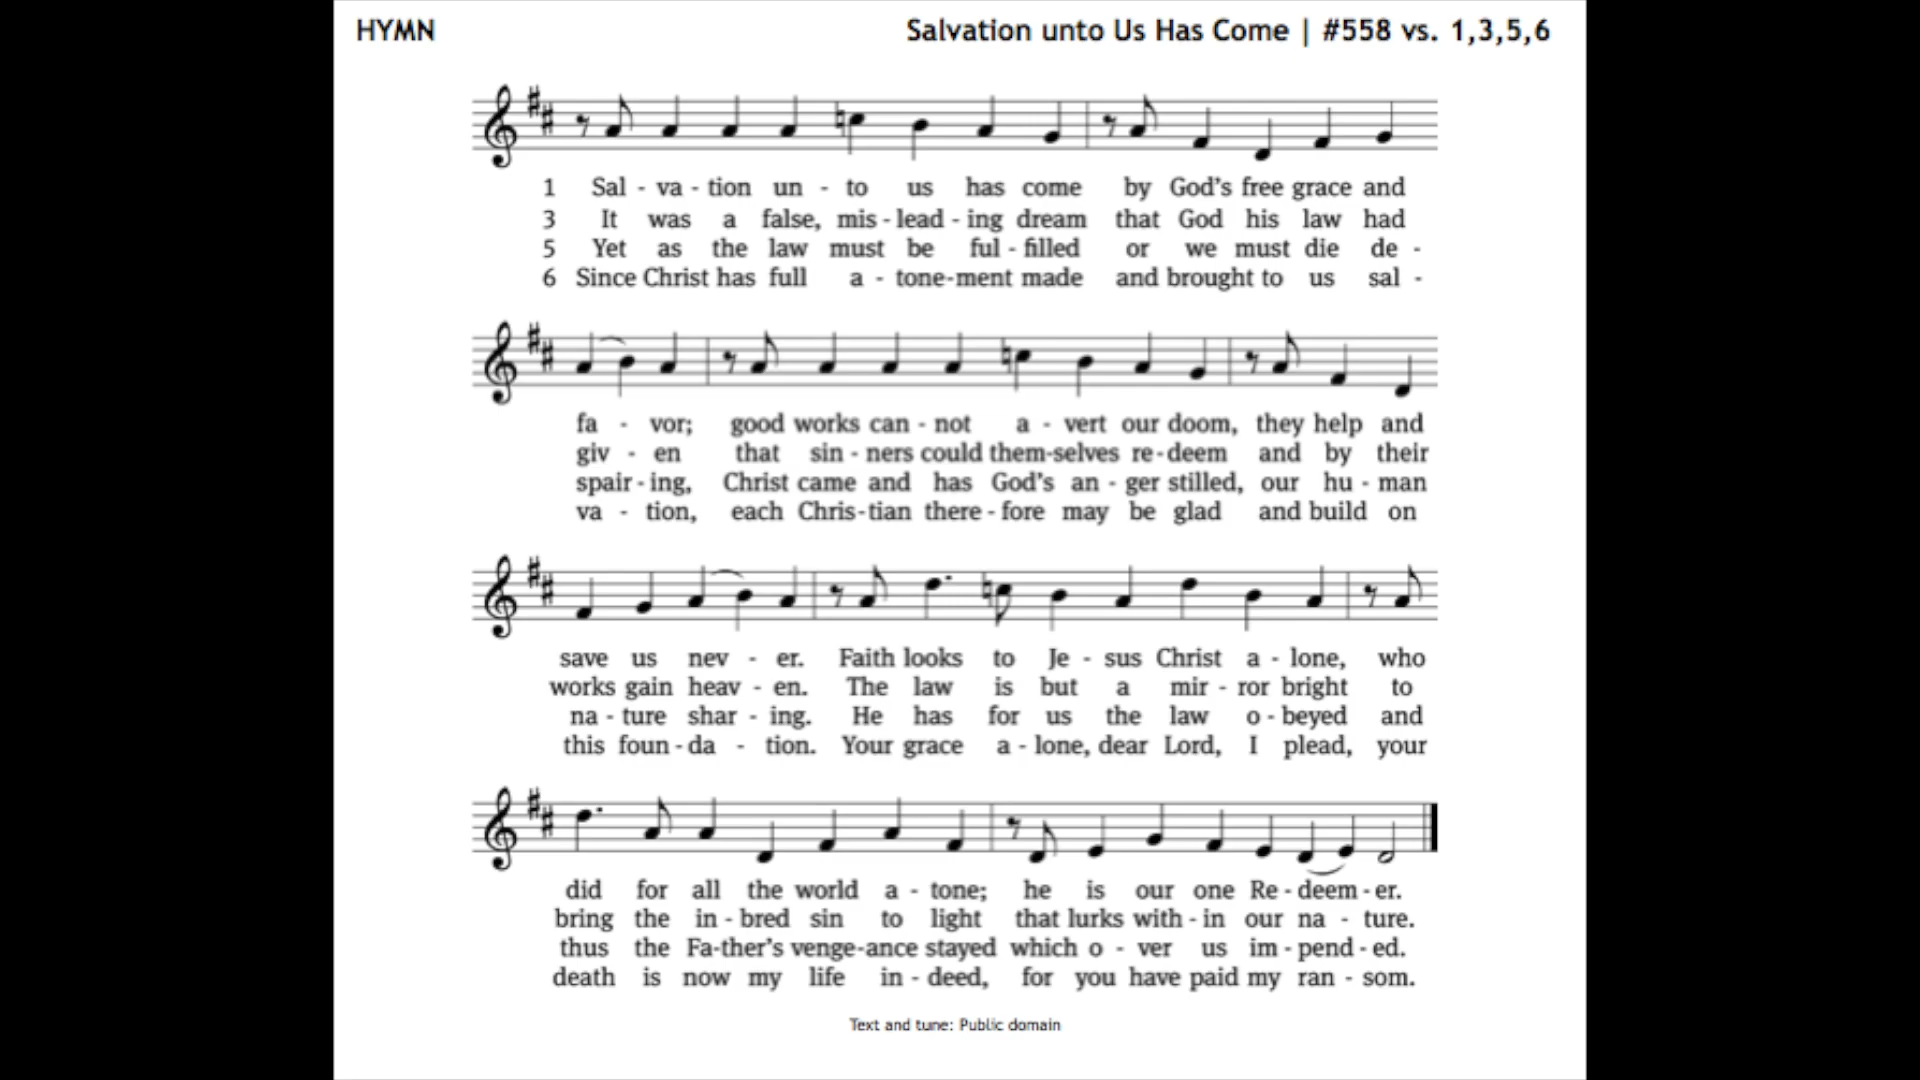 HYMN
Salvation unto Us Has Come | #558 vs. 1,3,5,6
1 Sal - va - tion un - to us has come by God's free grace and
3 It was a false, mis - lead - ing dream that God his law had
5 Yet as the law must be ful - filled or we must die de -
6 Since Christ has full a - tone - ment made and brought to us sal -
fa - vor; good works can - not a - vert our doom, they help and
giv - en that sin - ners could them - selves re - deem and by their
spair - ing, Christ came and has God's an - ger stilled, our hu - man
va - tion, each Chris - tian there - fore may be glad and build on
save us nev - er. Faith looks to Je - sus Christ a - lone, who
works gain heav - en. The law is but a mir - ror bright to
na - ture shar - ing. He has for us the law o - beyed and
this foun - da - tion. Your grace a - lone, dear Lord, I plead, your
did for all the world a - tone; he is our one Re - deem - er.
bring the in - bred sin to light that lurks with - in our na - ture.
thus the Fa - ther's venge - ance stayed which o - ver us im - pend - ed.
death is now my life in - deed, for you have paid my ran - som.
Text and tune: Public domain